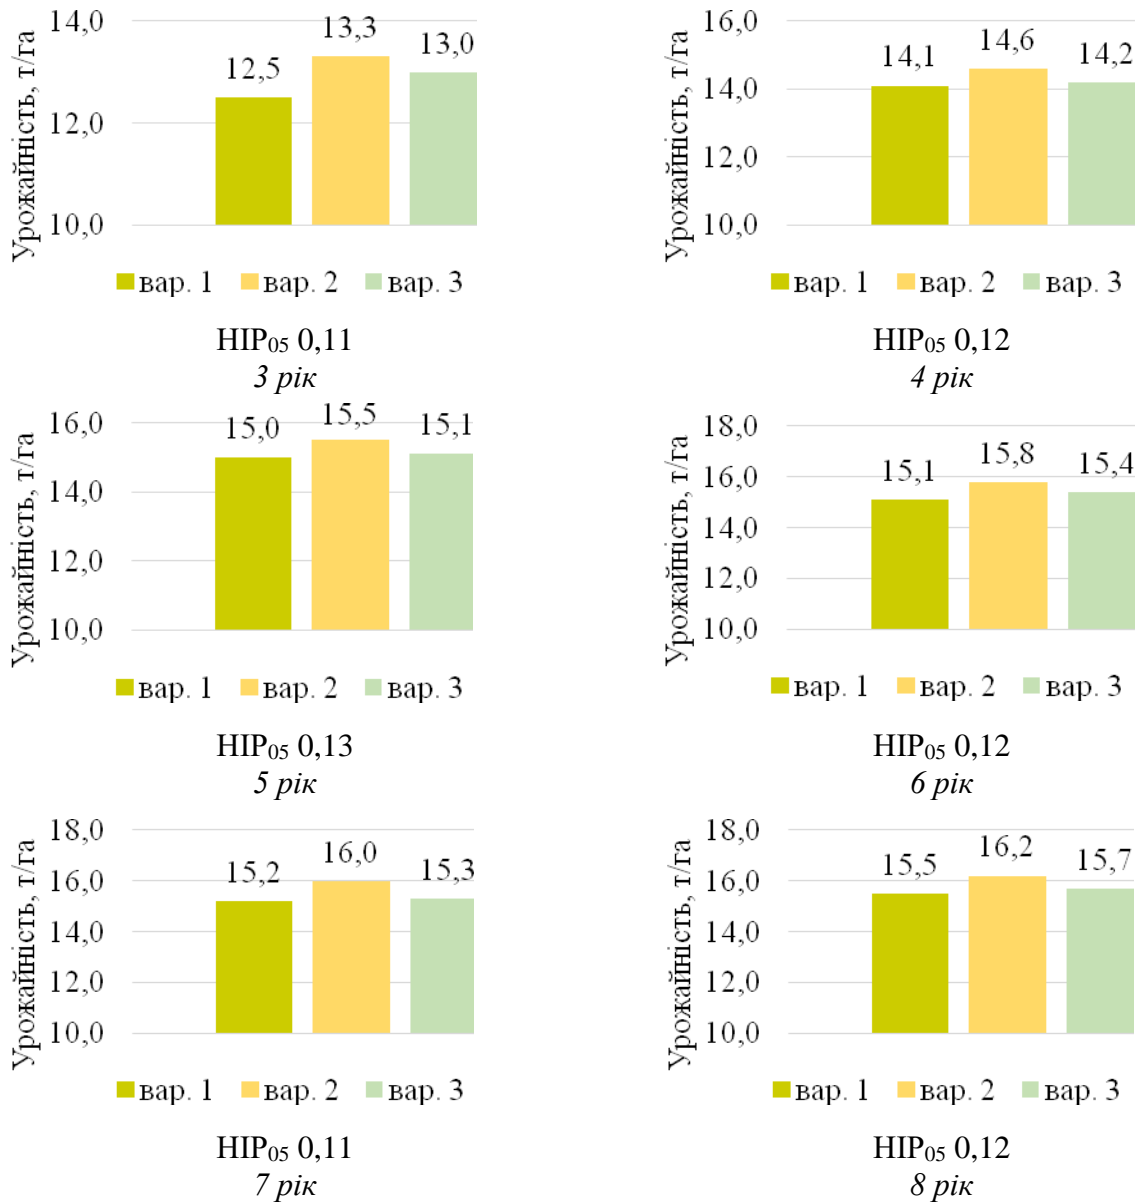 Урожайність, т/га
14,0
12,0
10,0
12,5
13,3
13,0
вар. 1 вар. 2 вар. 3
НІР₀₅ 0,11
3 рік
Урожайність, т/га
16,0
14,0
12,0
10,0
14,1
14,6
14,2
вар. 1 вар. 2 вар. 3
НІР₀₅ 0,12
4 рік
Урожайність, т/га
16,0
14,0
12,0
10,0
15,0
15,5
15,1
вар. 1 вар. 2 вар. 3
НІР₀₅ 0,13
5 рік
Урожайність, т/га
18,0
16,0
14,0
12,0
10,0
15,1
15,8
15,4
вар. 1 вар. 2 вар. 3
НІР₀₅ 0,12
6 рік
Урожайність, т/га
18,0
16,0
14,0
12,0
10,0
15,2
16,0
15,3
вар. 1 вар. 2 вар. 3
НІР₀₅ 0,11
7 рік
Урожайність, т/га
18,0
16,0
14,0
12,0
10,0
15,5
16,2
15,7
вар. 1 вар. 2 вар. 3
НІР₀₅ 0,12
8 рік